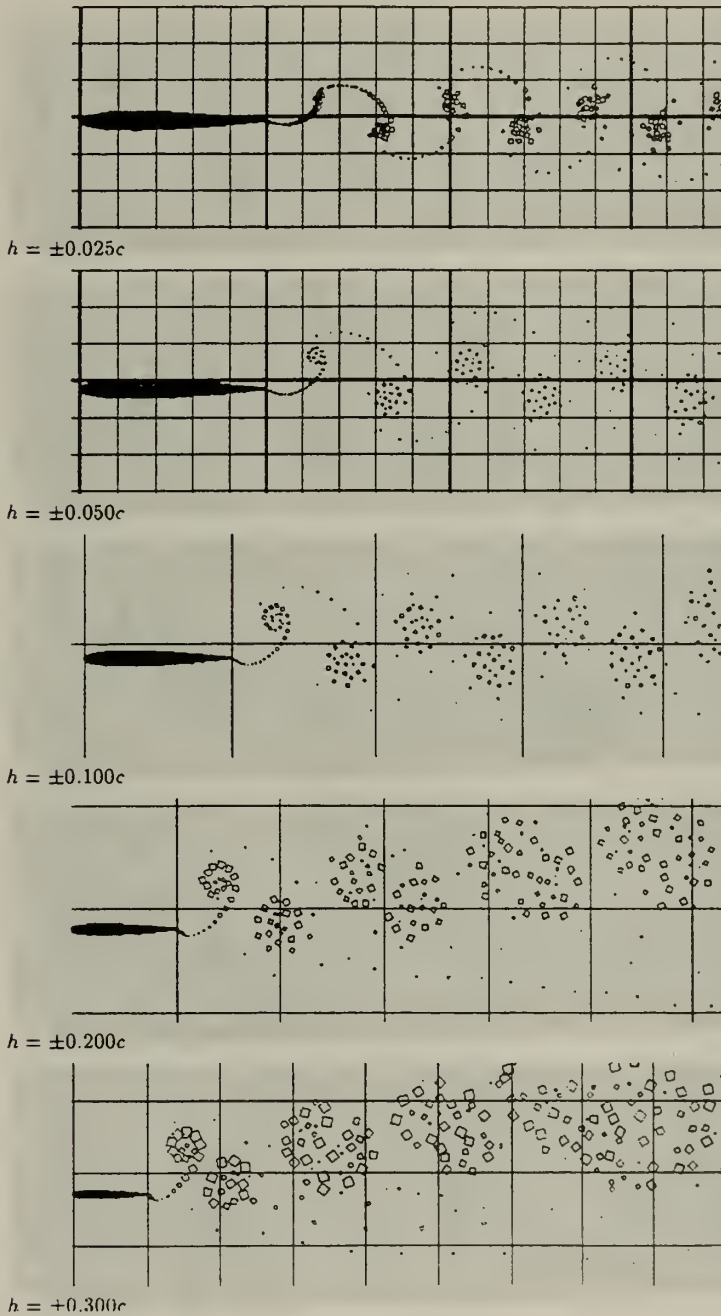 h = ±0.025c
h = ±0.050c
h = ±0.100c
h = ±0.200c
h = ±0.300c